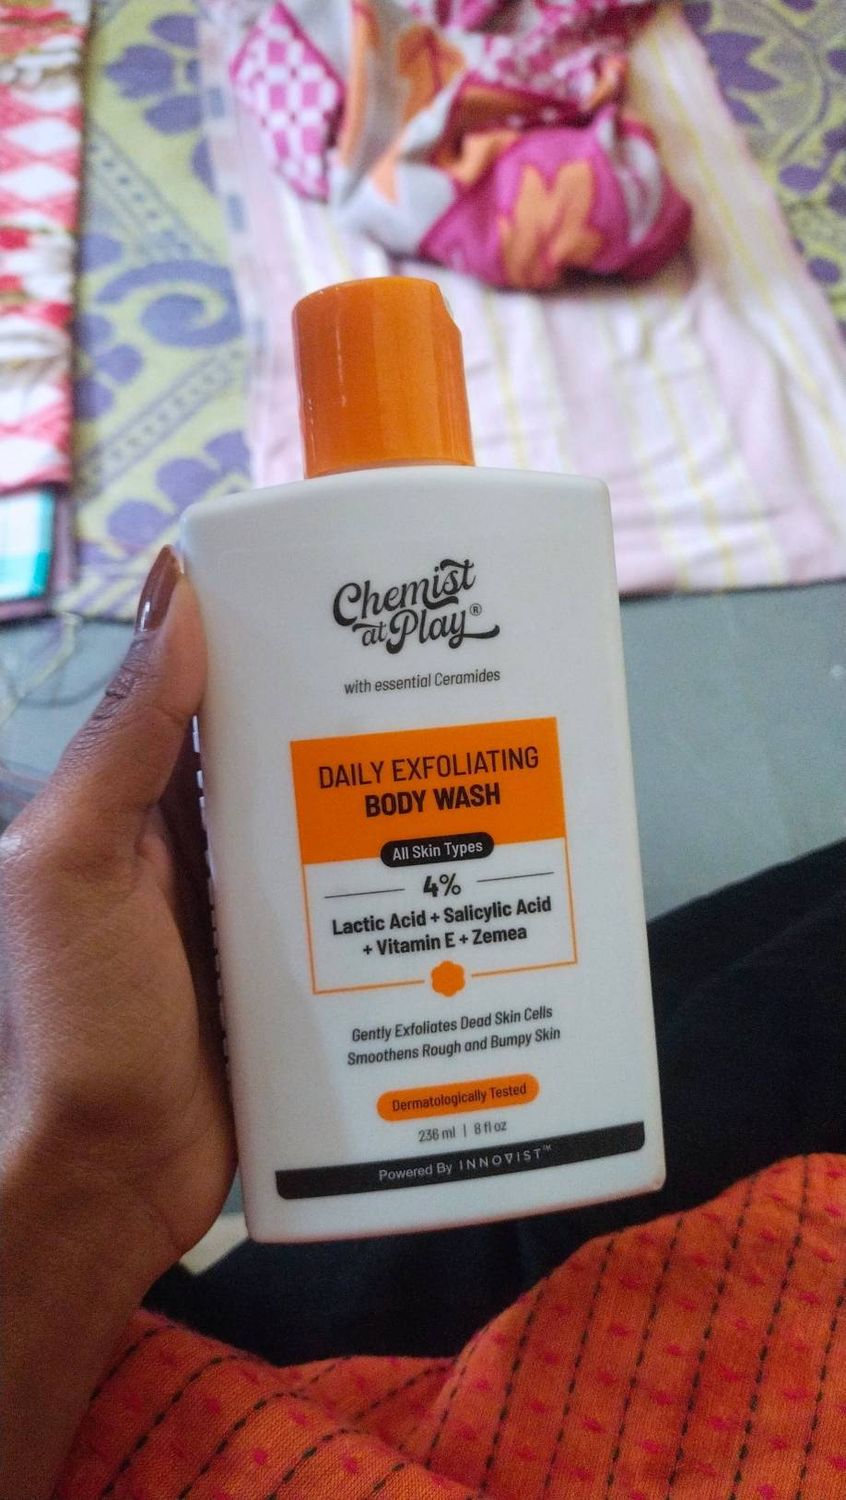 Chemist
at Play®
with essential Ceramides
DAILY EXFOLIATING
BODY WASH
All Skin Types
4%
Lactic Acid + Salicylic Acid
+ Vitamin E + Zemea
Gently Exfoliates Dead Skin Cells
Smoothens Rough and Bumpy Skin
Dermatologically Tested
236 ml | 8 fl oz
Powered By INNOVIST™